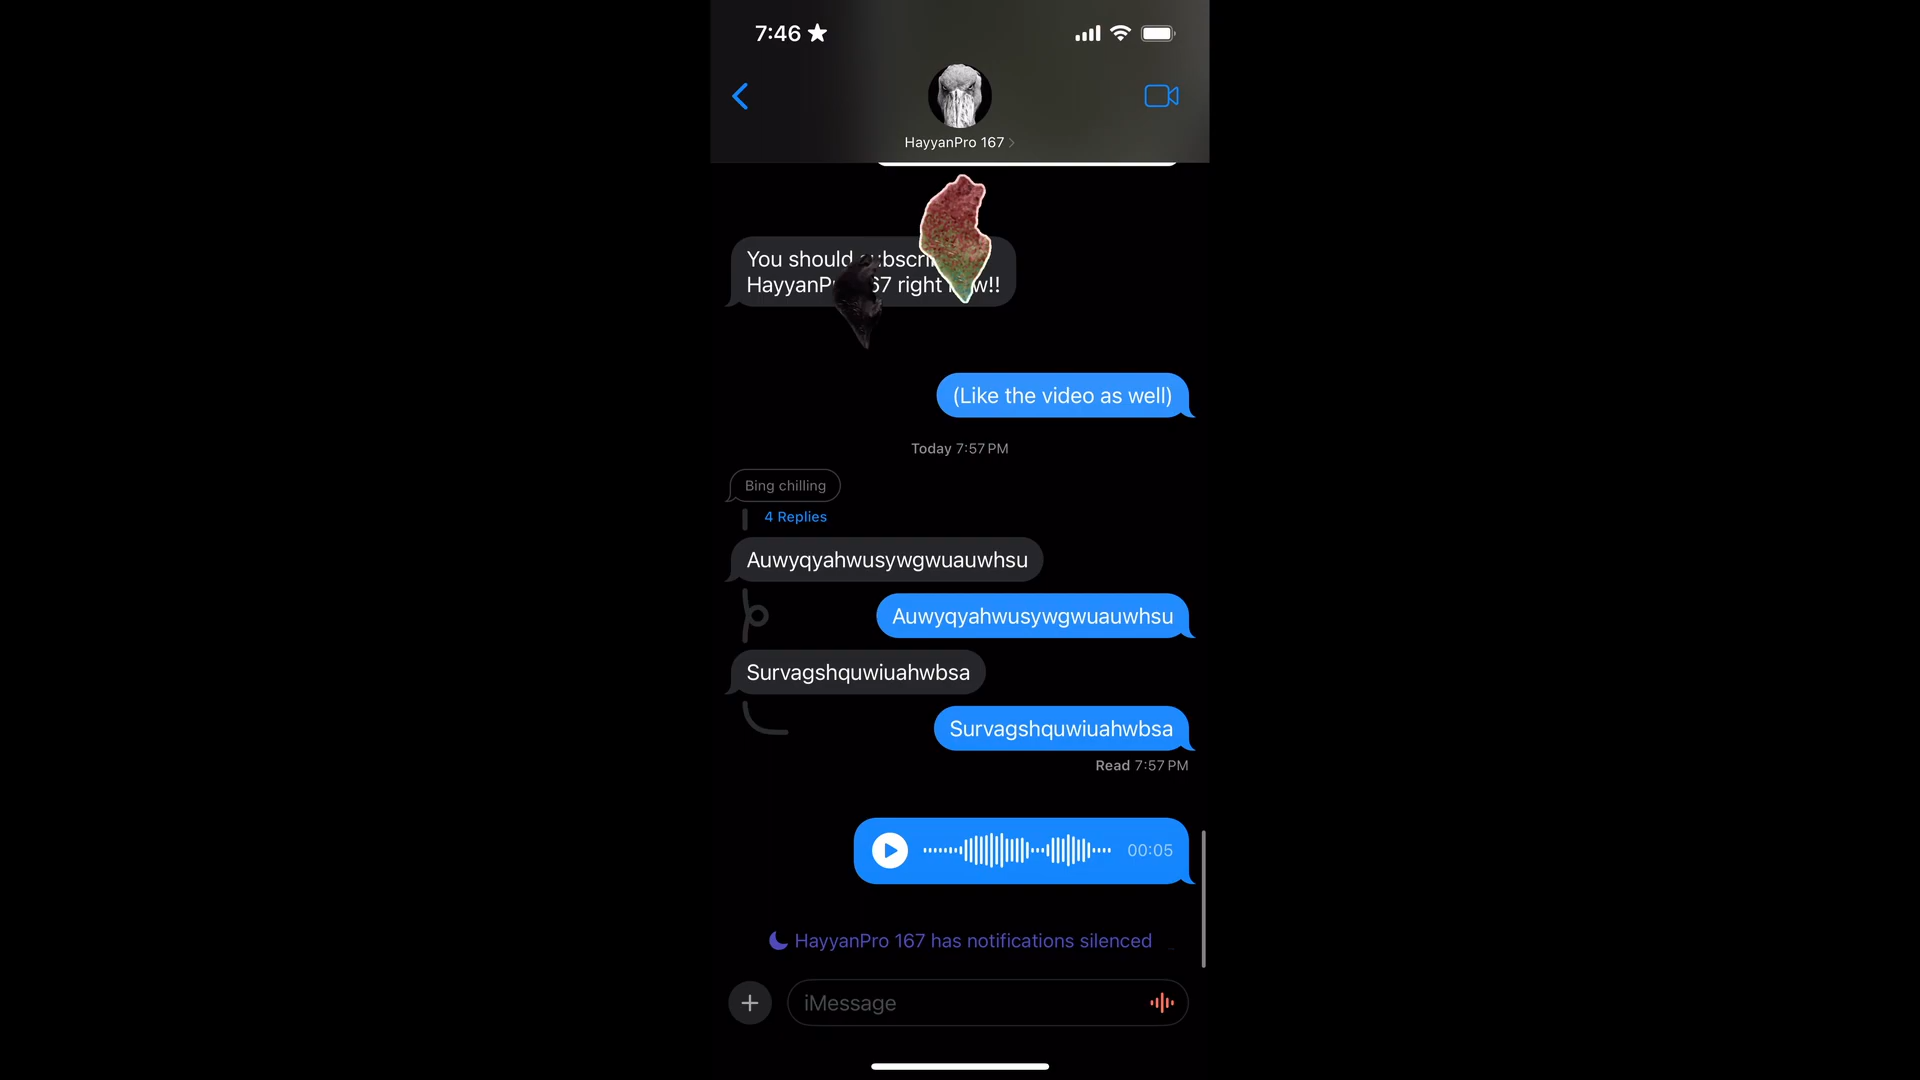 7:46
HayyanPro 167
You should
HayyanP 67 right w!!
(Like the video as well)
Today 7:57 PM
Bing chilling
4 Replies
Auwyqyahwusywgwuauwhsu
Auwyqyahwusywgwuauwhsu
Survagshquwiuahwbsa
Survagshquwiuahwbsa
Read 7:57 PM
00:05
HayyanPro 167 has notifications silenced
iMessage